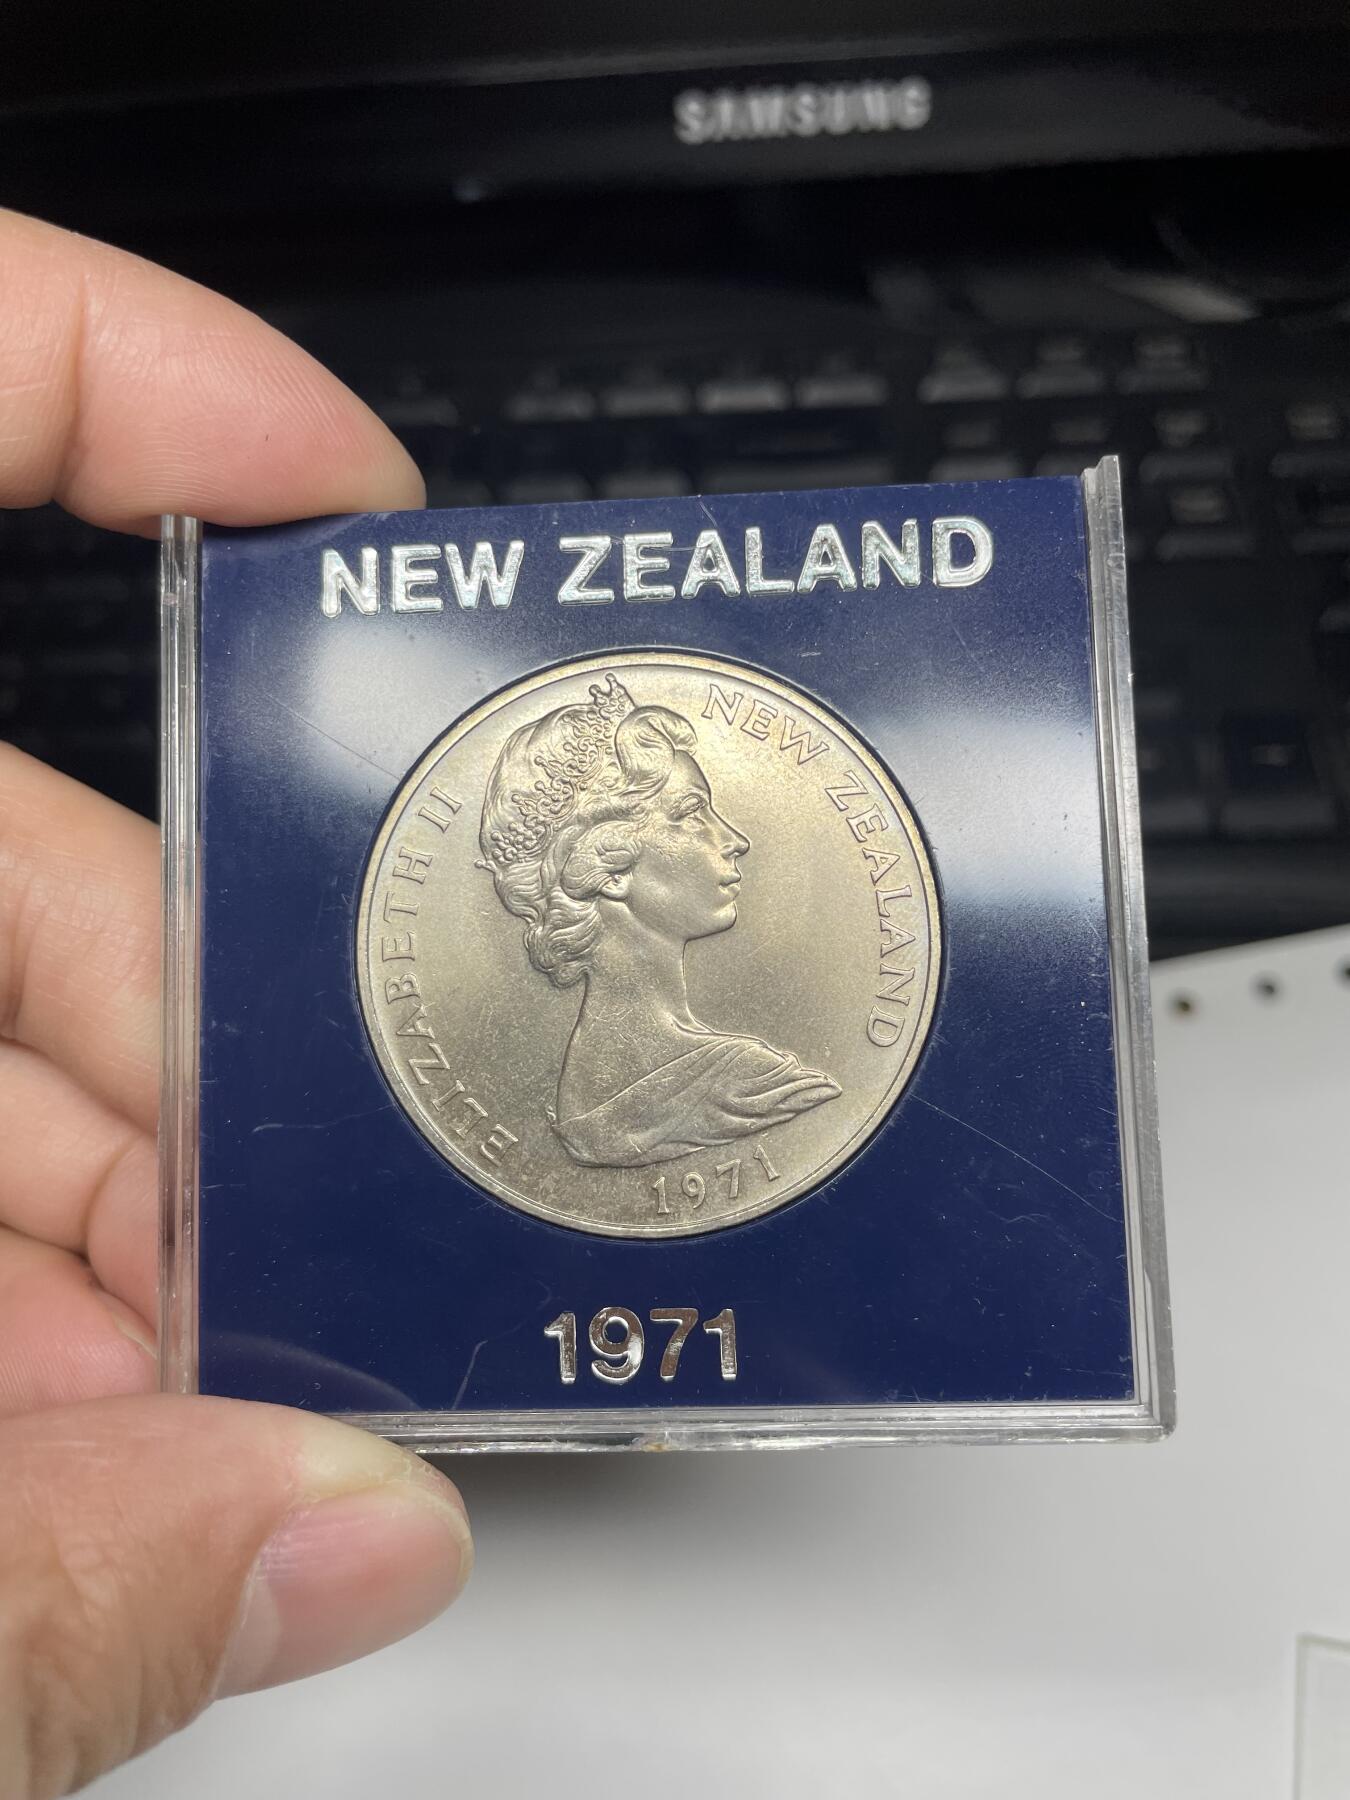 SAMSUNG
NEW ZEALAND
ELIZABETH II
NEW ZEALAND
1971
1971